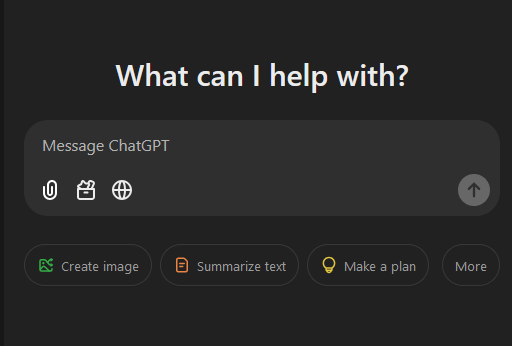 What can I help with?
Message ChatGPT
Create image
Summarize text
Make a plan
More